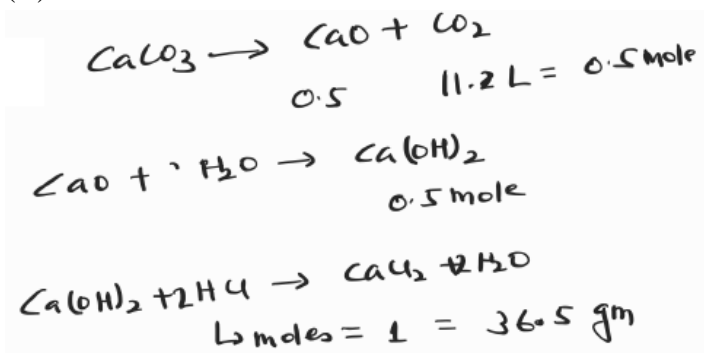 CaCO3 → CaO + CO2
0.5 11.2 L = 0.5 mole
CaO + H2O → Ca(OH)2
0.5 mole
Ca(OH)2 + 2HCl → CaCl2 + 2H2O
↳ moles = 1 = 36.5 gm